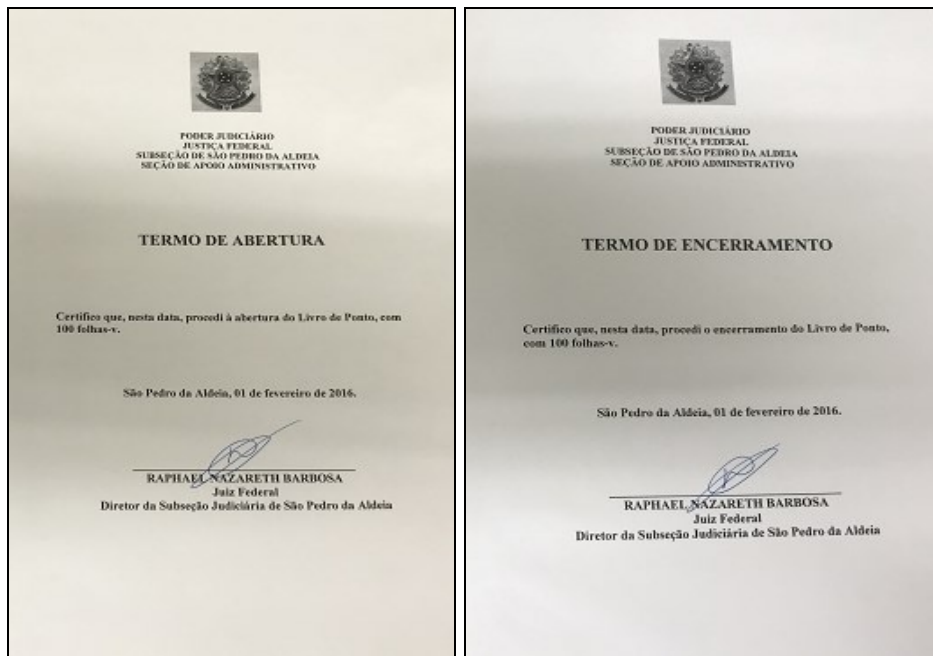 PODER JUDICIÁRIO
JUSTIÇA FEDERAL
SUBSEÇÃO DE SÃO PEDRO DA ALDEIA
SEÇÃO DE APOIO ADMINISTRATIVO
TERMO DE ABERTURA
Certifico que, nesta data, procedi à abertura do Livro de Ponto, com
100 folhas-v.
São Pedro da Aldeia, 01 de fevereiro de 2016.
RAPHAEL NAZARETH BARBOSA
Juiz Federal
Diretor da Subseção Judiciária de São Pedro da Aldeia
PODER JUDICIÁRIO
JUSTIÇA FEDERAL
SUBSEÇÃO DE SÃO PEDRO DA ALDEIA
SEÇÃO DE APOIO ADMINISTRATIVO
TERMO DE ENCERRAMENTO
Certifico que, nesta data, procedi o encerramento do Livro de Ponto,
com 100 folhas-v.
São Pedro da Aldeia, 01 de fevereiro de 2016.
RAPHAEL NAZARETH BARBOSA
Juiz Federal
Diretor da Subseção Judiciária de São Pedro da Aldeia